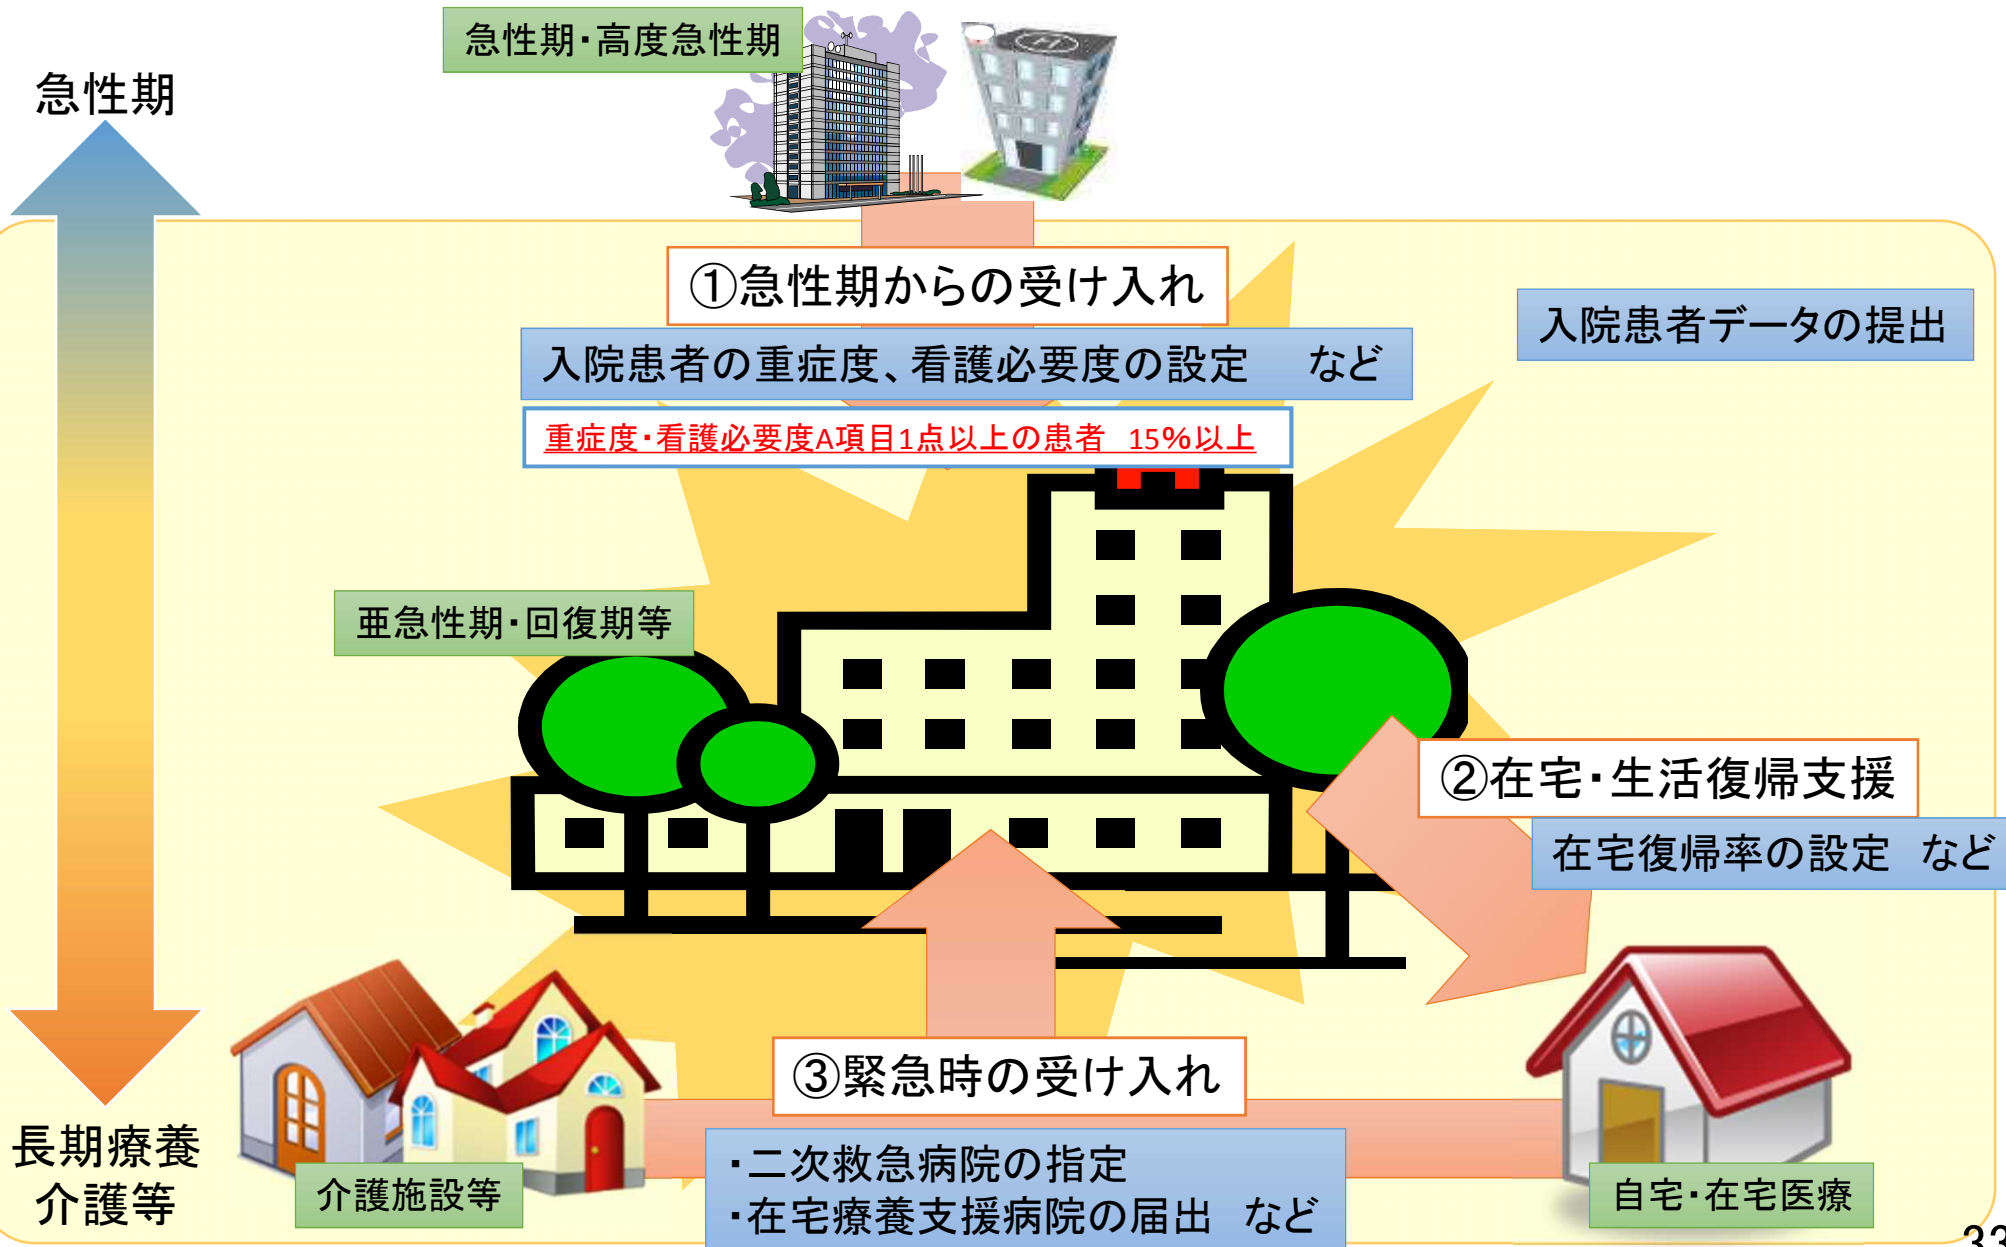 急性期・高度急性期
急性期
①急性期からの受け入れ
入院患者データの提出
入院患者の重症度、看護必要度の設定　など
重症度・看護必要度A項目1点以上の患者　15%以上
亜急性期・回復期等
②在宅・生活復帰支援
在宅復帰率の設定　など
③緊急時の受け入れ
長期療養
介護等
介護施設等
・二次救急病院の指定
・在宅療養支援病院の届出　など
自宅・在宅医療
33